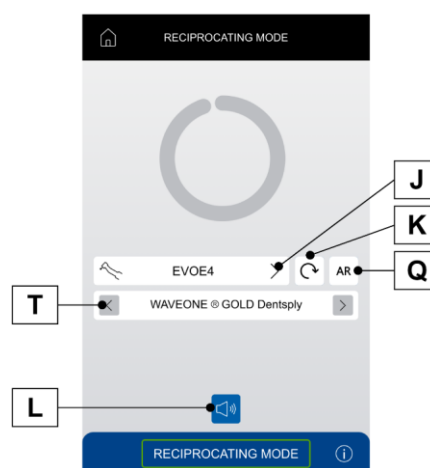 RECIPROCATING MODE
J
K
EVOE4
AR
Q
T
WAVEONE ® GOLD Dentsply
L
RECIPROCATING MODE